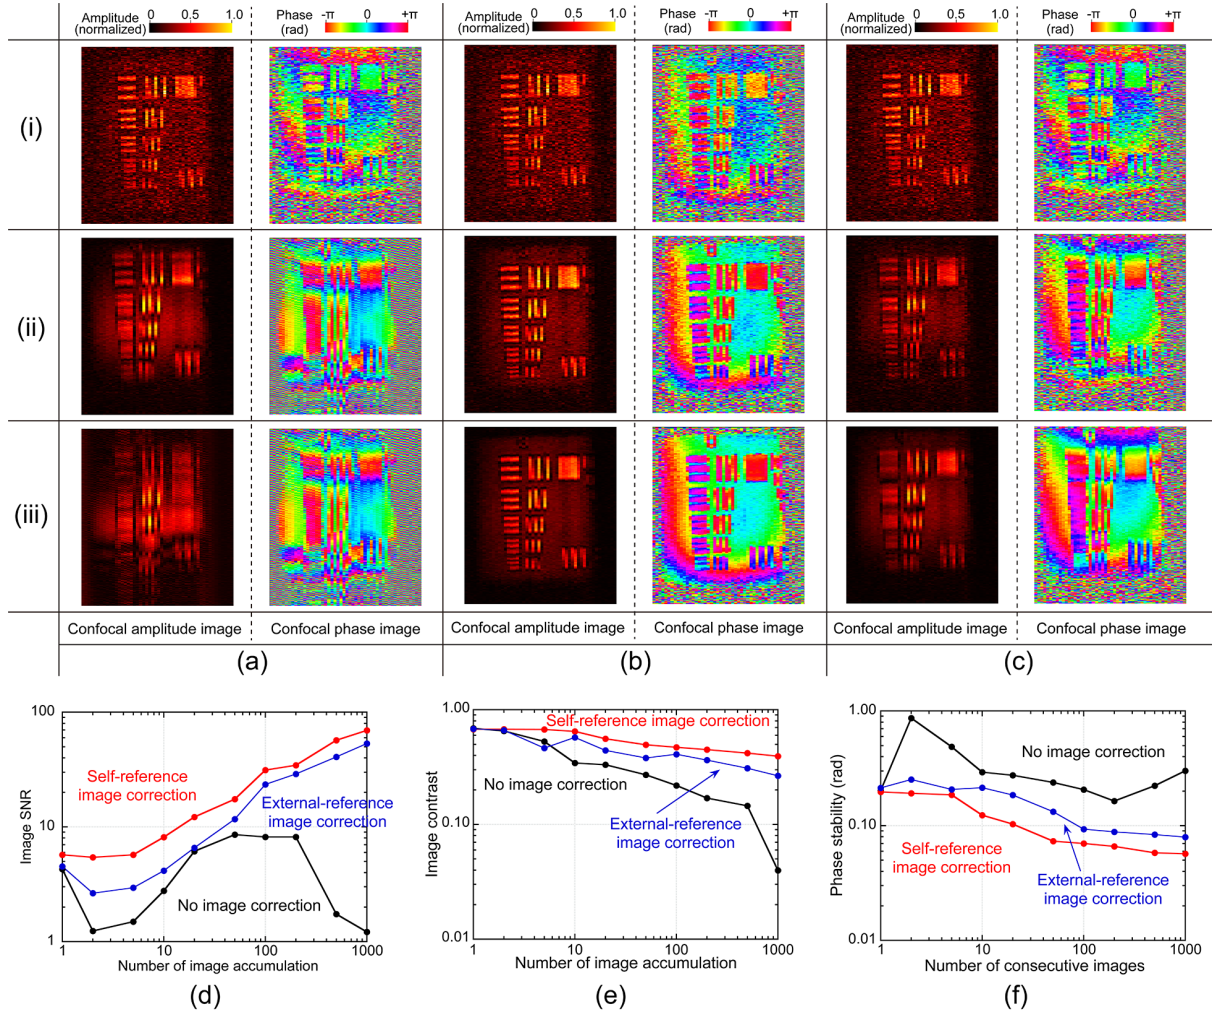 Amplitude (normalized) 0 0.5 1.0
Phase (rad) -π 0 +π
Amplitude (normalized) 0 0.5 1.0
Phase (rad) -π 0 +π
Amplitude (normalized) 0 0.5 1.0
Phase (rad) -π 0 +π
(i)
(ii)
(iii)
Confocal amplitude image
Confocal phase image
Confocal amplitude image
Confocal phase image
Confocal amplitude image
Confocal phase image
(a)
(b)
(c)
Image SNR
100
10
1
Self-reference
image correction
External-reference
image correction
No image correction
1 10 100 1000
Number of image accumulation
(d)
Image contrast
1.00
0.10
0.01
Self-reference image correction
No image correction
External-reference
image correction
1 10 100 1000
Number of image accumulation
(e)
Phase stability (rad)
1.00
0.10
0.01
No image correction
Self-reference
image correction
External-reference
image correction
1 10 100 1000
Number of consecutive images
(f)